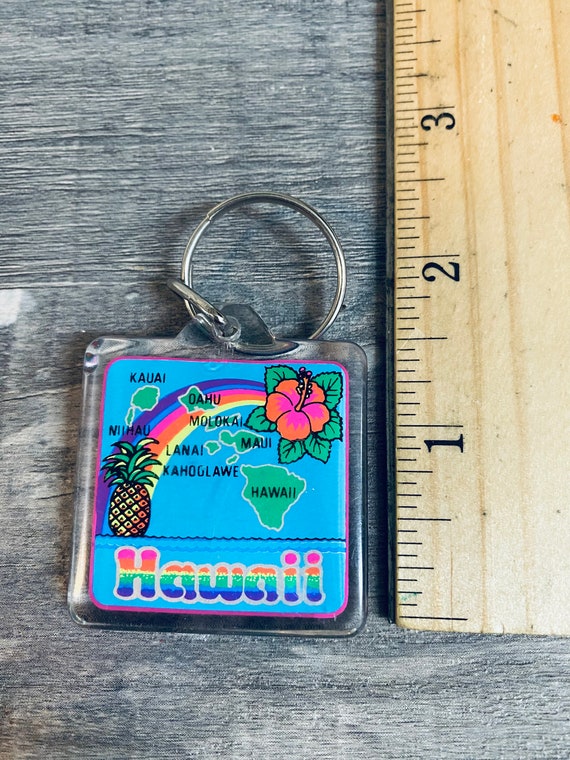 3
2
1
KAUAI
OAHU
MOLOKAI
NIIHAU
MAUI
LANAI
KAHOOLAWE
HAWAII
Hawaii